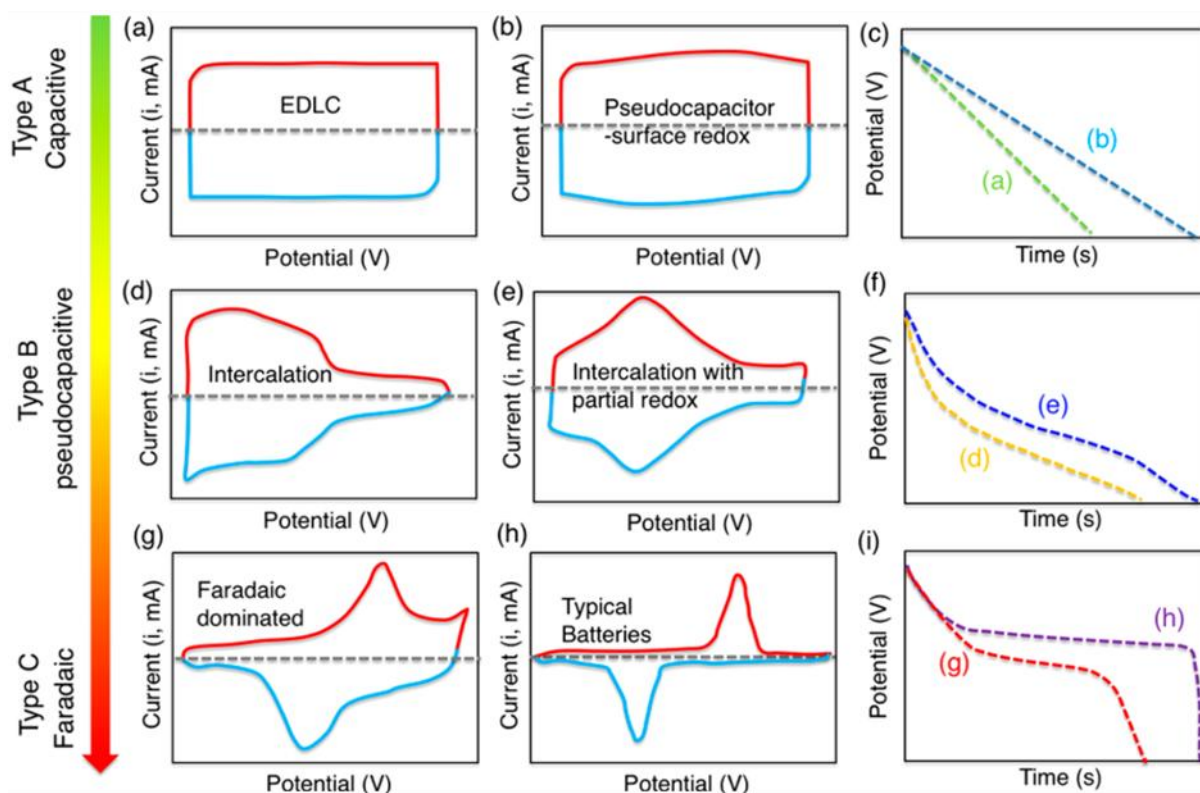 Type A
Capacitive
(a)
Current (i, mA)
EDLC
Potential (V)
(b)
Current (i, mA)
Pseudocapacitor
-surface redox
Potential (V)
(c)
Potential (V)
(a)
(b)
Time (s)
Type B
pseudocapacitive
(d)
Current (i, mA)
Intercalation
Potential (V)
(e)
Current (i, mA)
Intercalation with
partial redox
Potential (V)
(f)
Potential (V)
(d)
(e)
Time (s)
Type C
Faradaic
(g)
Current (i, mA)
Faradaic
dominated
Potential (V)
(h)
Current (i, mA)
Typical
Batteries
Potential (V)
(i)
Potential (V)
(g)
(h)
Time (s)